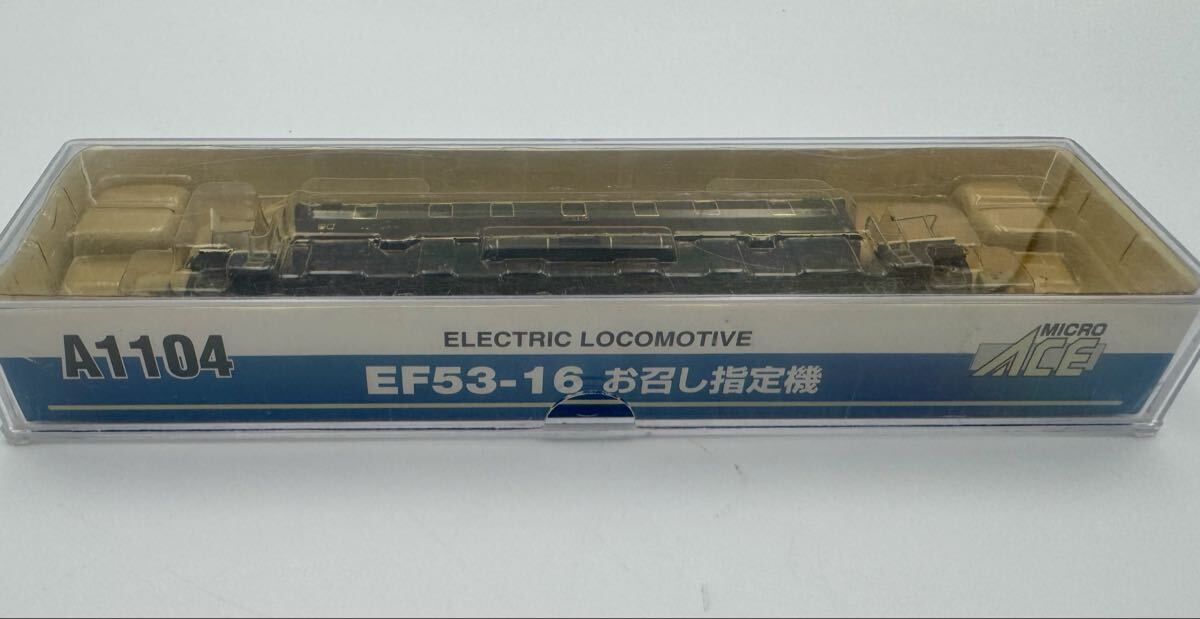 A1104
ELECTRIC LOCOMOTIVE
EF53-16 お召し指定機
MICRO
ACE